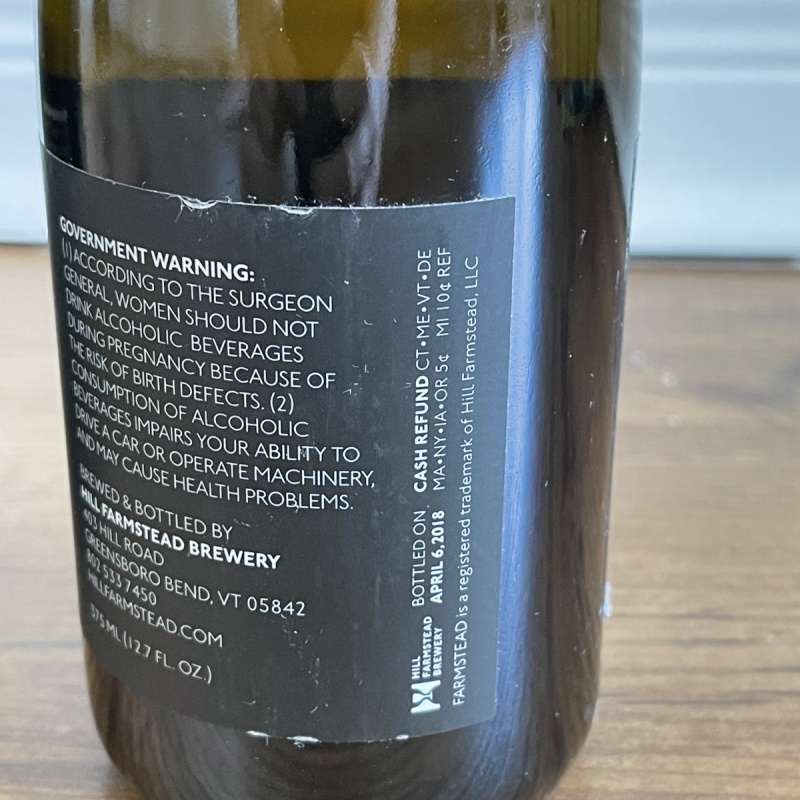 GOVERNMENT WARNING:
(1) ACCORDING TO THE SURGEON
GENERAL, WOMEN SHOULD NOT
DRINK ALCOHOLIC BEVERAGES
DURING PREGNANCY BECAUSE OF
THE RISK OF BIRTH DEFECTS. (2)
CONSUMPTION OF ALCOHOLIC
BEVERAGES IMPAIRS YOUR ABILITY TO
DRIVE A CAR OR OPERATE MACHINERY,
AND MAY CAUSE HEALTH PROBLEMS.
BREWED & BOTTLED BY
HILL FARMSTEAD BREWERY
403 HILL ROAD
GREENSBORO BEND, VT 05842
802 533 7450
HILLFARMSTEAD.COM
375 ML (12.7 FL. OZ.)
HILL
FARMSTEAD
BREWERY
BOTTLED ON
APRIL 6, 2018
CASH REFUND CT•ME•VT•DE
MA•NY•IA•OR 5¢ MI 10¢ REF
FARMSTEAD is a registered trademark of Hill Farmstead, LLC